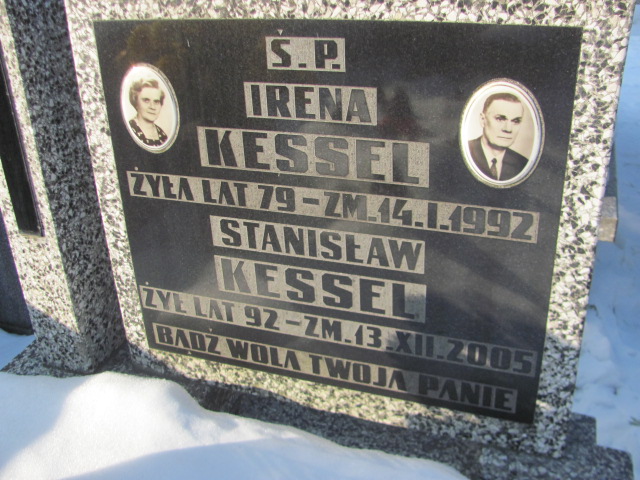 Ś.P.
IRENA
KESSEL
ŻYŁA LAT 79 - ZM.14.I.1992
STANISŁAW
KESSEL
ŻYŁ LAT 92 - ZM.13.XII.2005
BĄDŹ WOLA TWOJA PANIE